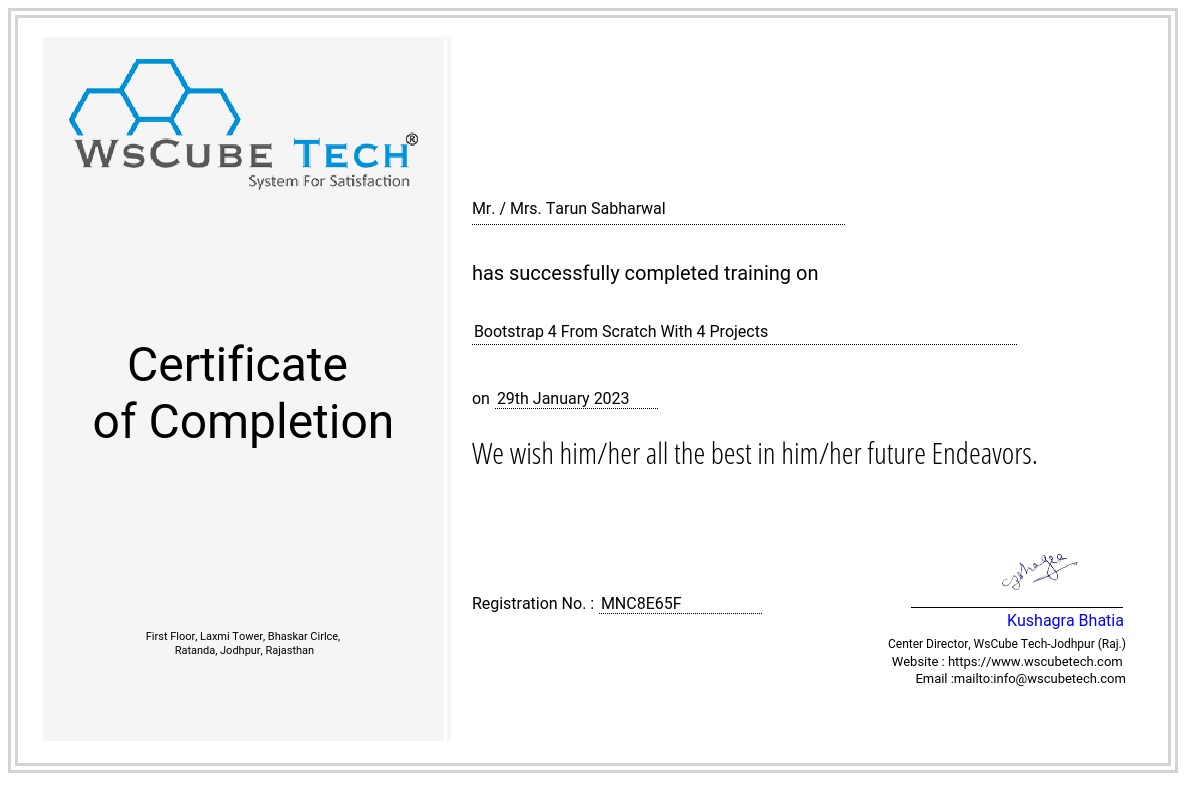 WSCUBE TECH®
System For Satisfaction
Certificate
of Completion
First Floor, Laxmi Tower, Bhaskar Cirlce,
Ratanda, Jodhpur, Rajasthan
Mr. / Mrs. Tarun Sabharwal
has successfully completed training on
Bootstrap 4 From Scratch With 4 Projects
on 29th January 2023
We wish him/her all the best in him/her future Endeavors.
Registration No. : MNC8E65F
Kushagra Bhatia
Center Director, WsCube Tech-Jodhpur (Raj.)
Website : https://www.wscubetech.com
Email :mailto:info@wscubetech.com